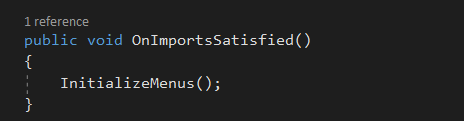 1 reference
public void OnImportsSatisfied()
{
    InitializeMenus();
}